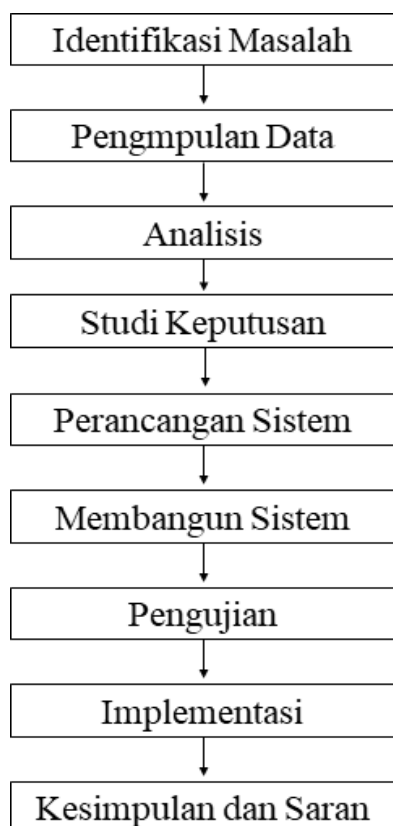 Identifikasi Masalah
Pengmpulan Data
Analisis
Studi Keputusan
Perancangan Sistem
Membangun Sistem
Pengujian
Implementasi
Kesimpulan dan Saran